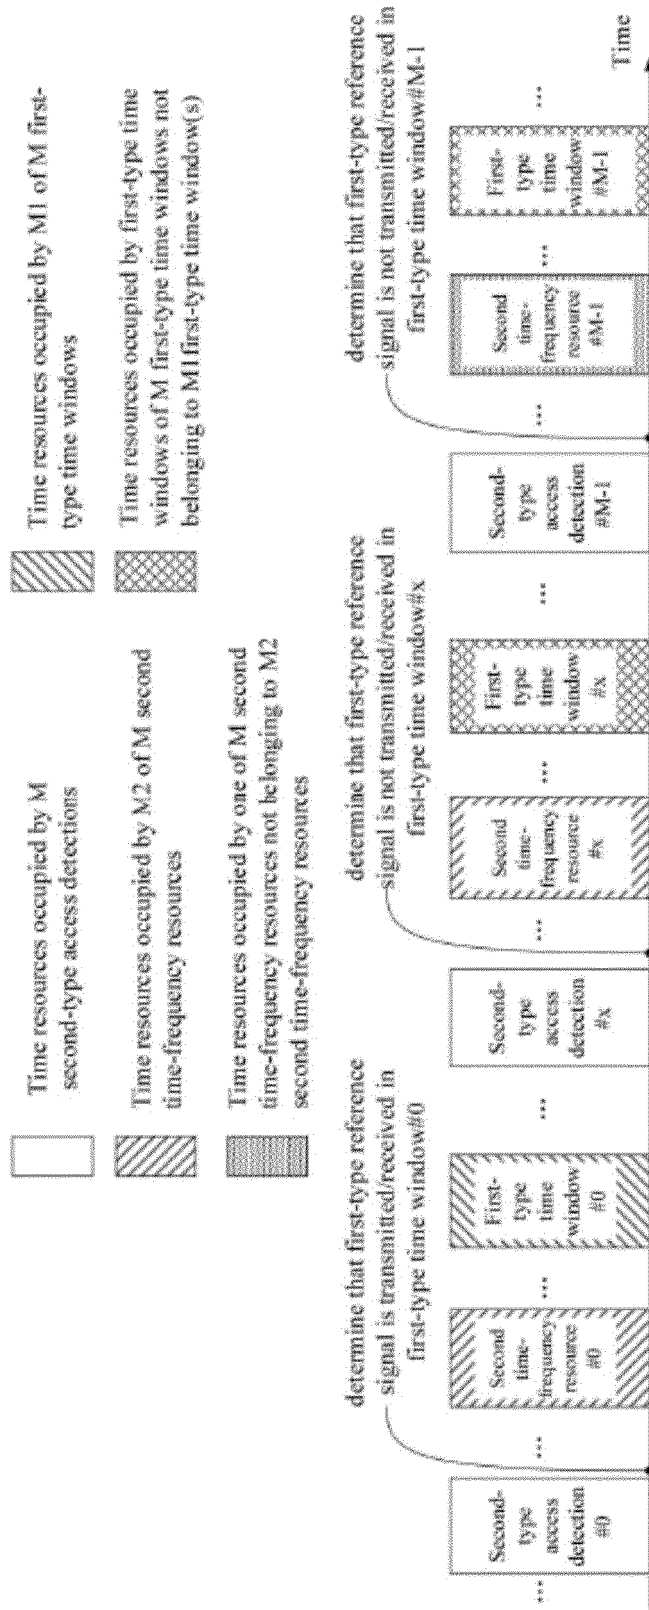 Time resources occupied by M
second-type access detections
Time resources occupied by M2 of M second
time-frequency resources
Time resources occupied by one of M second
time-frequency resources not belonging to M2
second time-frequency resources
Time resources occupied by M1 of M first-
type time windows
Time resources occupied by first-type time
windows of M first-type time windows not
belonging to M1first-type time window(s)
determine that first-type reference
signal is transmitted/received in
first-type time window#0
determine that first-type reference
signal is not transmitted/received in
first-type time window#x
determine that first-type reference
signal is not transmitted/received in
first-type time window#M-1
...
Second-
type
access
detection
#0
...
Second
time-
frequency
resource
#0
...
First-
type
time
window
#0
...
Second-
type
access
detection
#x
...
Second
time-
frequency
resource
#x
...
First-
type
time
window
#x
...
Second-
type
access
detection
#M-1
...
Second
time-
frequency
resource
#M-1
...
First-
type
time
window
#M-1
...
Time